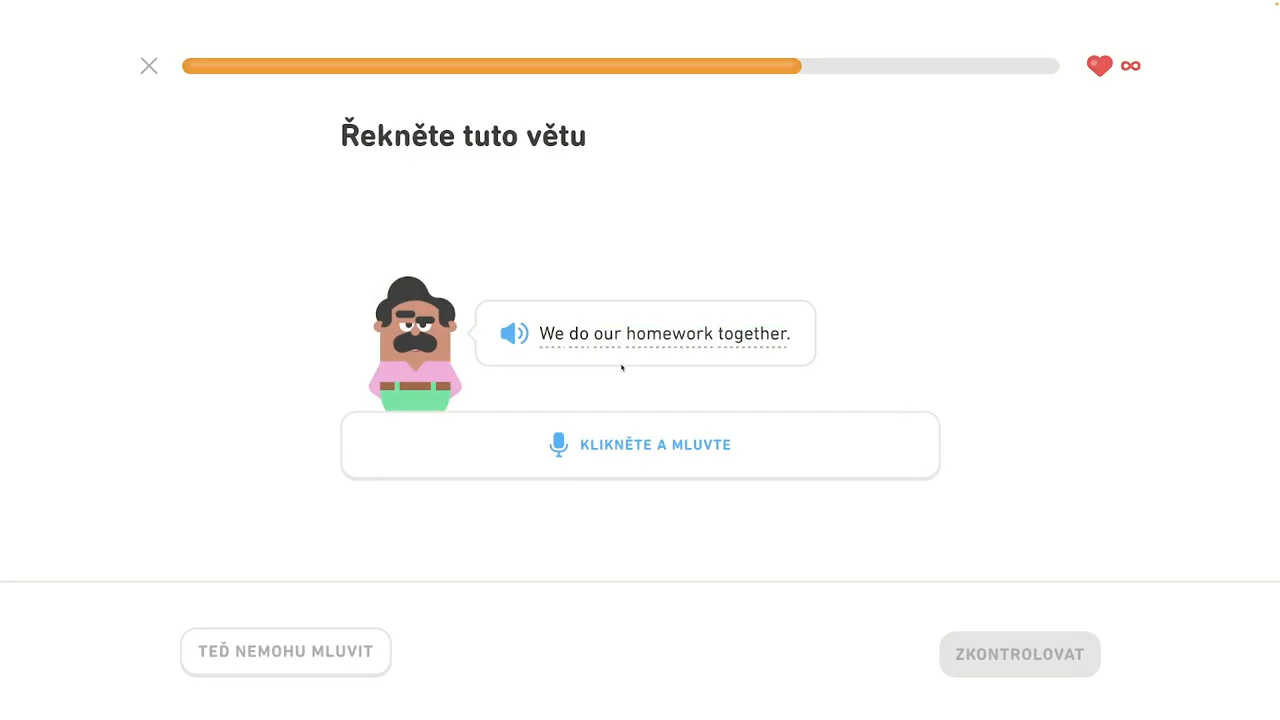 Řekněte tuto větu
We do our homework together.
KLIKNĚTE A MLUVTE
TEĎ NEMOHU MLUVIT
ZKONTROLOVAT